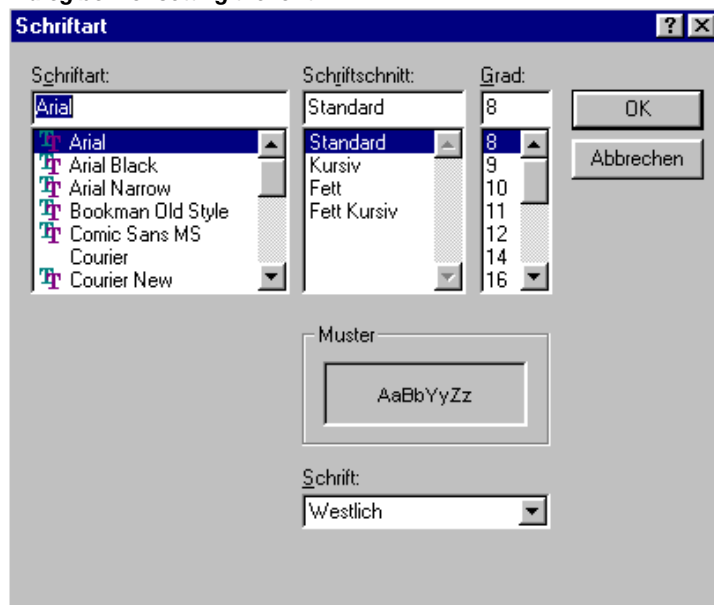 Schriftart
Schriftart:
Arial
Arial
Arial Black
Arial Narrow
Bookman Old Style
Comic Sans MS
Courier
Courier New
Schriftschnitt:
Standard
Standard
Kursiv
Fett
Fett Kursiv
Grad:
8
8
9
10
11
12
14
16
OK
Abbrechen
Muster
AaBbYyZz
Schrift:
Westlich